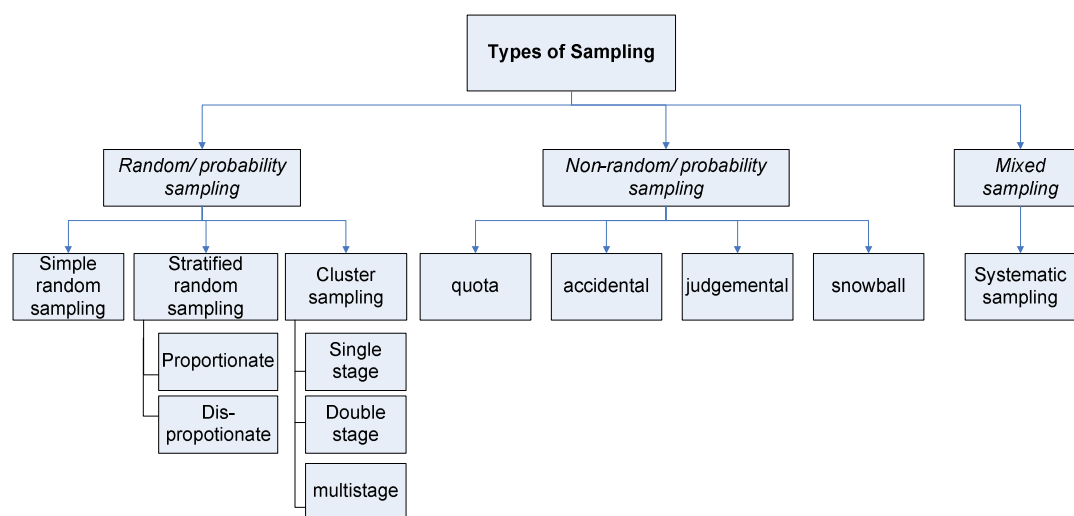 Types of Sampling
Random/ probability
sampling
Non-random/ probability
sampling
Mixed
sampling
Simple
random
sampling
Stratified
random
sampling
Cluster
sampling
quota
accidental
judgemental
snowball
Systematic
sampling
Proportionate
Dis-
propotionate
Single
stage
Double
stage
multistage